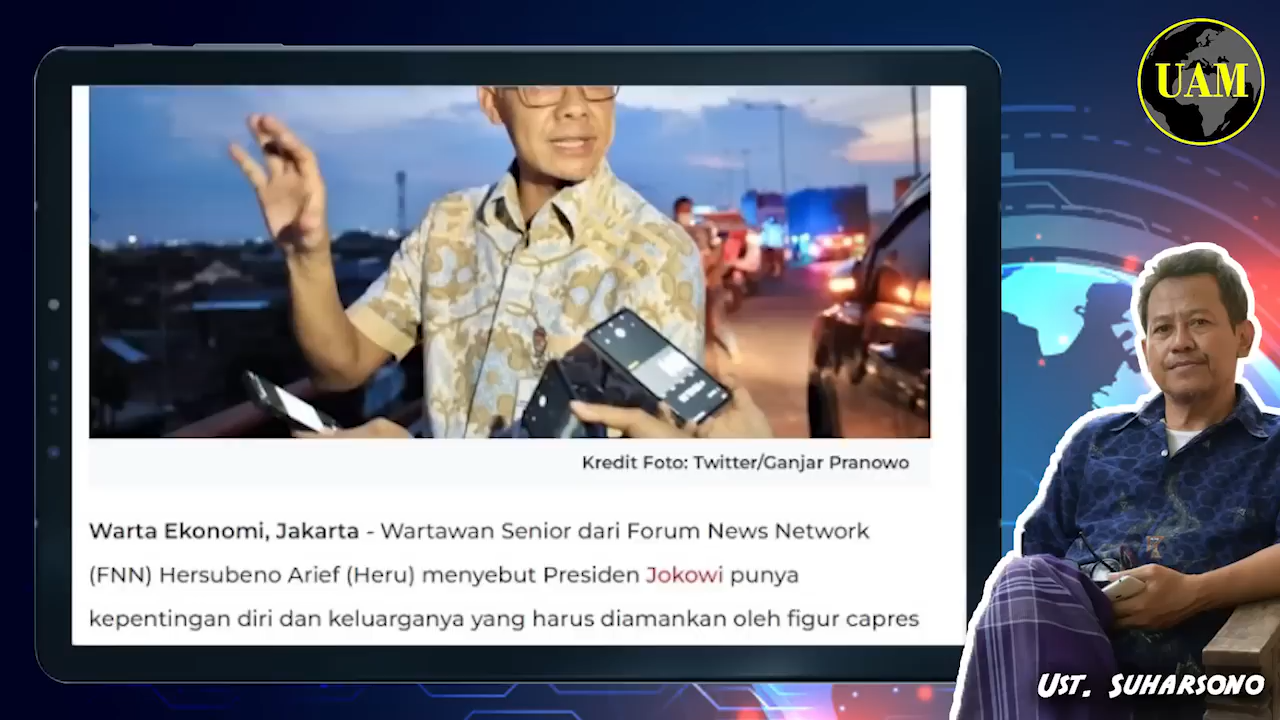 UAM
Kredit Foto: Twitter/Ganjar Pranowo
Warta Ekonomi, Jakarta - Wartawan Senior dari Forum News Network
(FNN) Hersubeno Arief (Heru) menyebut Presiden Jokowi punya
kepentingan diri dan keluarganya yang harus diamankan oleh figur capres
Ust. Suharsono